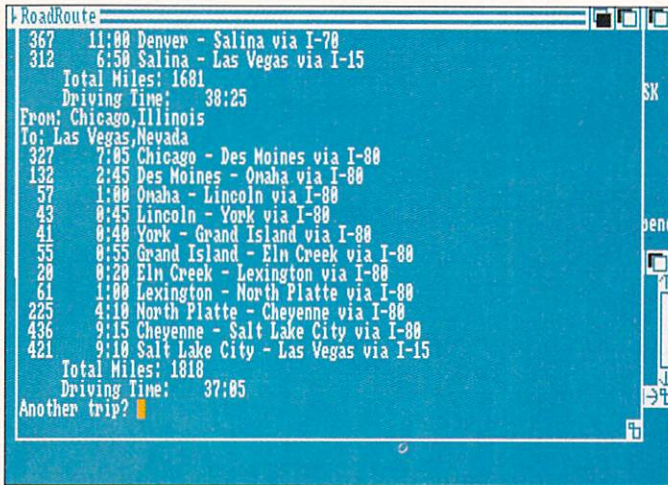 RoadRoute
367 11:00 Denver - Salina via I-70
312 6:50 Salina - Las Vegas via I-15
Total Miles: 1681
Driving Time: 38:25
From: Chicago,Illinois
To: Las Vegas,Nevada
327 7:05 Chicago - Des Moines via I-80
132 2:45 Des Moines - Omaha via I-80
57 1:00 Omaha - Lincoln via I-80
43 0:45 Lincoln - York via I-80
41 0:40 York - Grand Island via I-80
55 0:55 Grand Island - Elm Creek via I-80
20 0:20 Elm Creek - Lexington via I-80
61 1:00 Lexington - North Platte via I-80
225 4:10 North Platte - Cheyenne via I-80
436 9:15 Cheyenne - Salt Lake City via I-80
421 9:10 Salt Lake City - Las Vegas via I-15
Total Miles: 1818
Driving Time: 37:05
Another trip?
SK